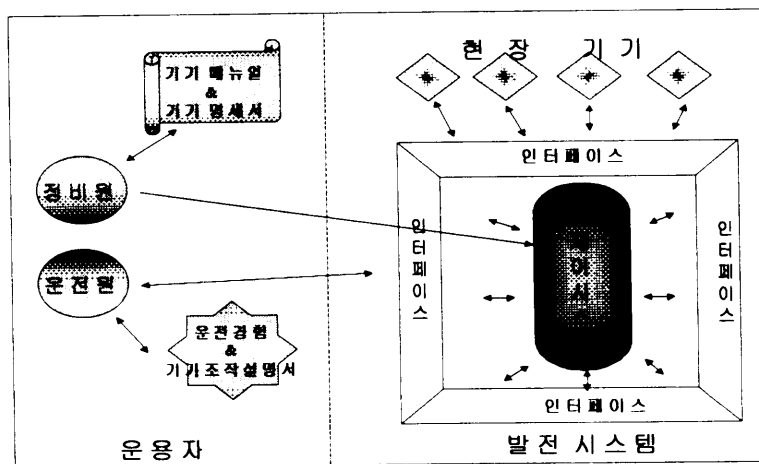 현 장 기 기
기기 메뉴얼
&
기기 명세서
인터페이스
정비원
인터페이스
인터페이스
운전원
운전경험
&
기기조작설명서
인터페이스
운용자
발전 시스템